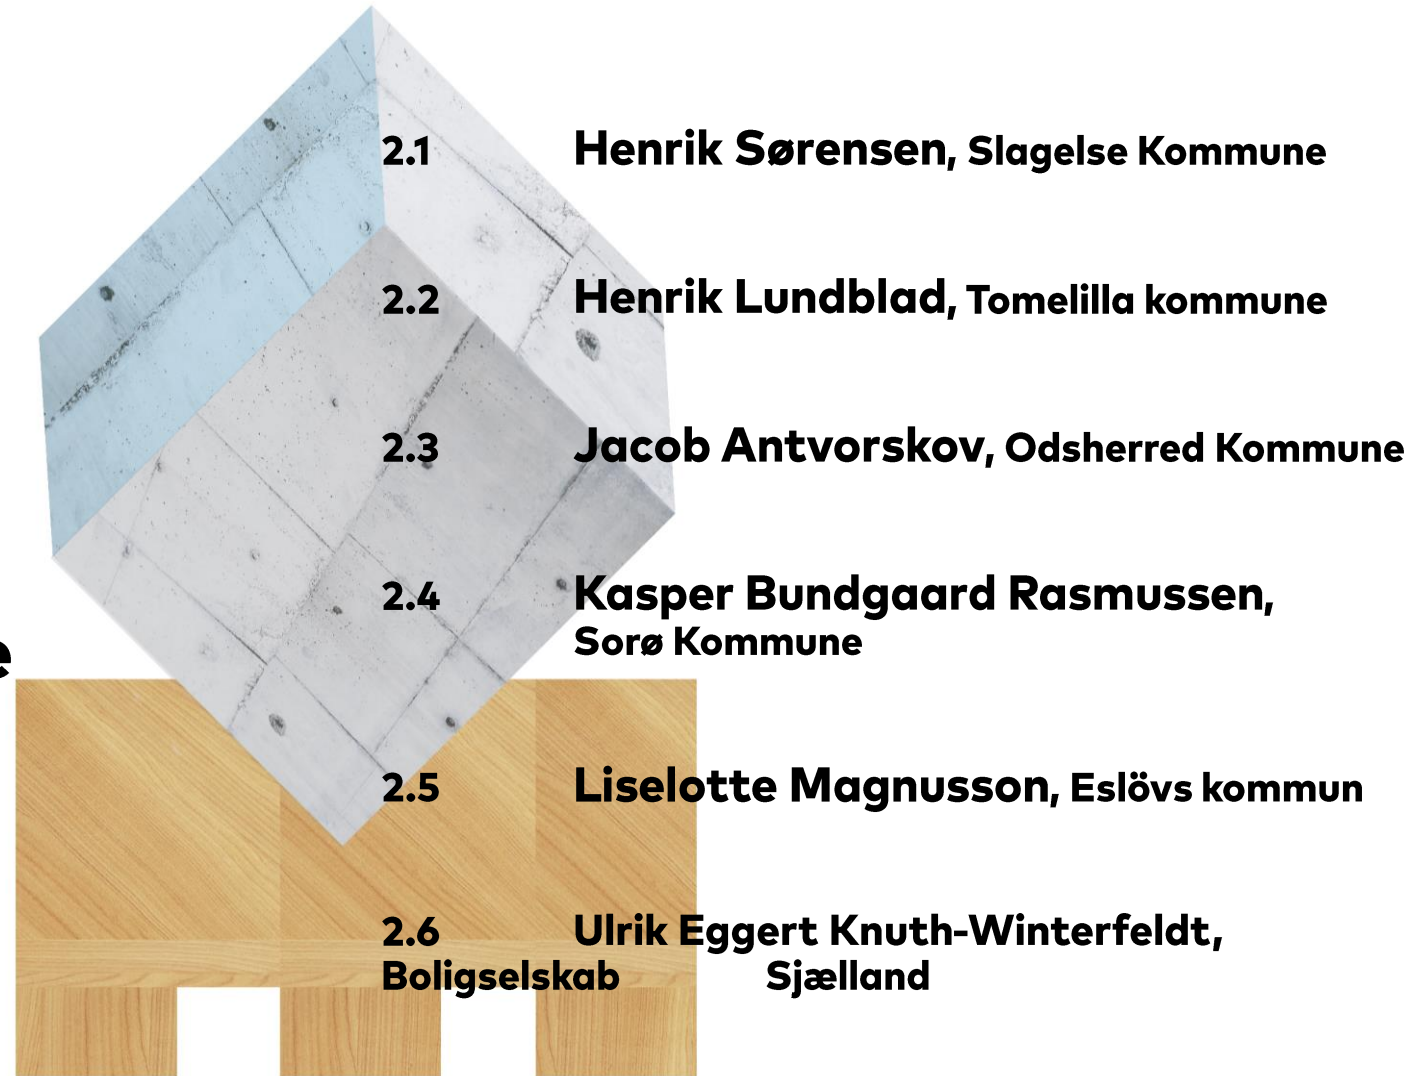 2.1 Henrik Sørensen, Slagelse Kommune
2.2 Henrik Lundblad, Tomelilla kommune
2.3 Jacob Antvorskov, Odsherred Kommune
2.4 Kasper Bundgaard Rasmussen,
Sorø Kommune
e
2.5 Liselotte Magnusson, Eslövs kommun
2.6 Ulrik Eggert Knuth-Winterfeldt,
Boligselskab Sjælland